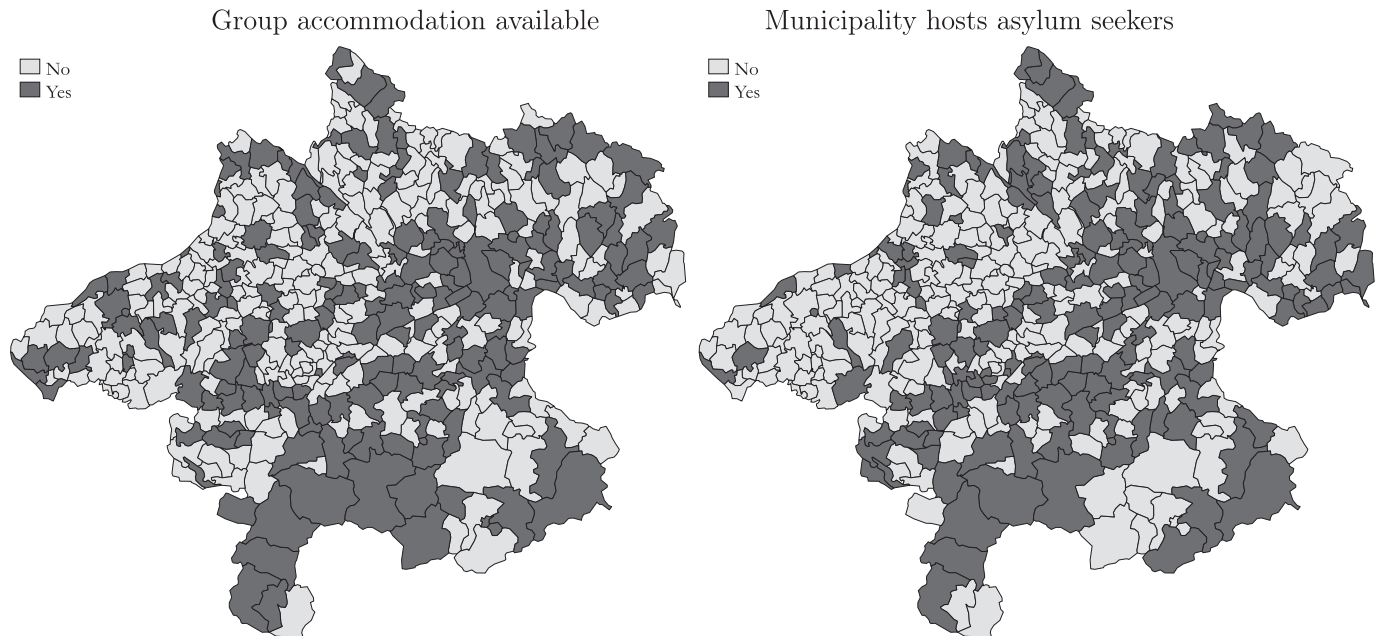 Group accommodation available
No
Yes
Municipality hosts asylum seekers
No
Yes